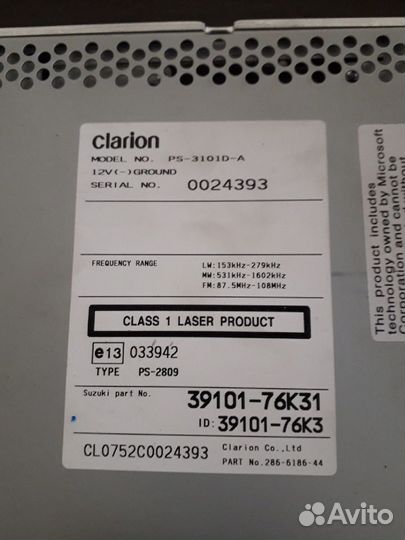 clarion
MODEL NO. PS-3101D-A
12V(-)GROUND
SERIAL NO. 0024393
FREQUENCY RANGE
LW:153kHz-279kHz
MW:531kHz-1602kHz
FM:87.5MHz-108MHz
CLASS 1 LASER PRODUCT
e13 033942
TYPE PS-2809
Suzuki part No. 39101-76K31
ID: 39101-76K3
CL0752C0024393
Clarion Co.,Ltd
PART No.286-6186-44
This product includes
technology owned by Microsoft
Corporation and cannot be
Avito